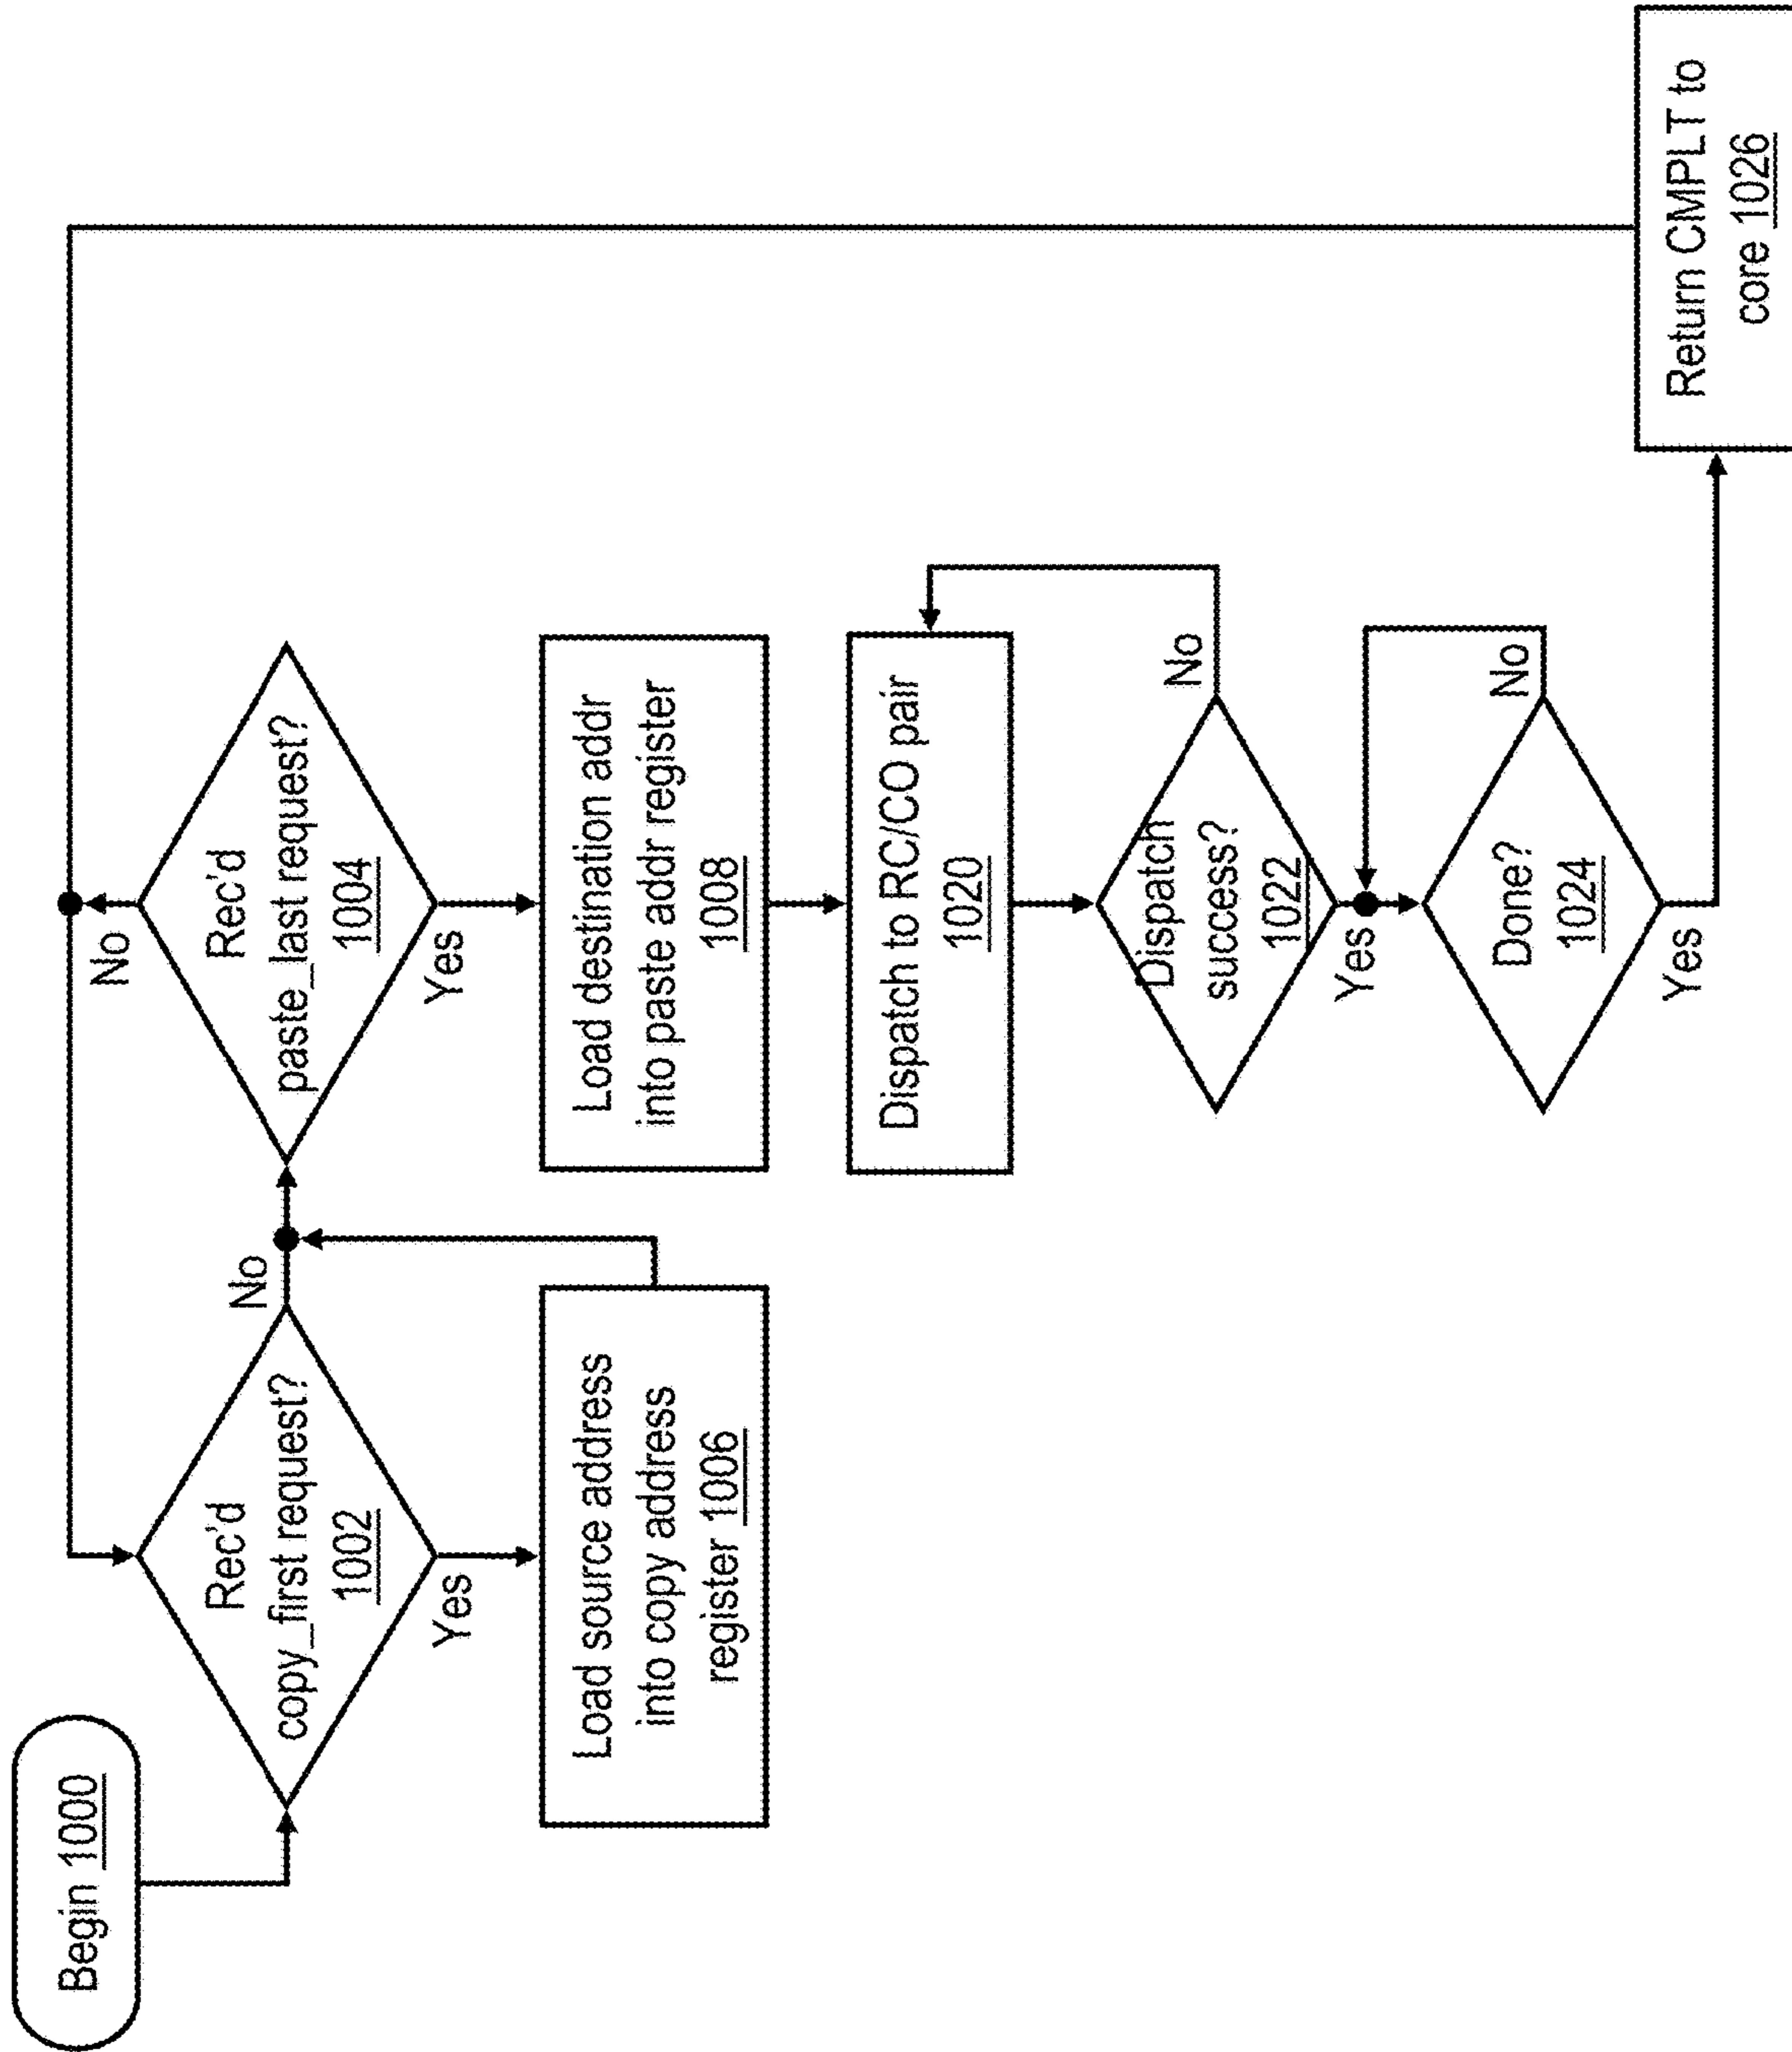 Begin 1000
Rec'd
copy_first request?
1002
No
Yes
Load source address
into copy address
register 1006
Rec'd
paste_last request?
1004
No
Yes
Load destination addr
into paste addr register
1008
Dispatch to RC/CO pair
1020
Dispatch
success?
1022
No
Yes
Done?
1024
No
Yes
Return CMPLT to
core 1026